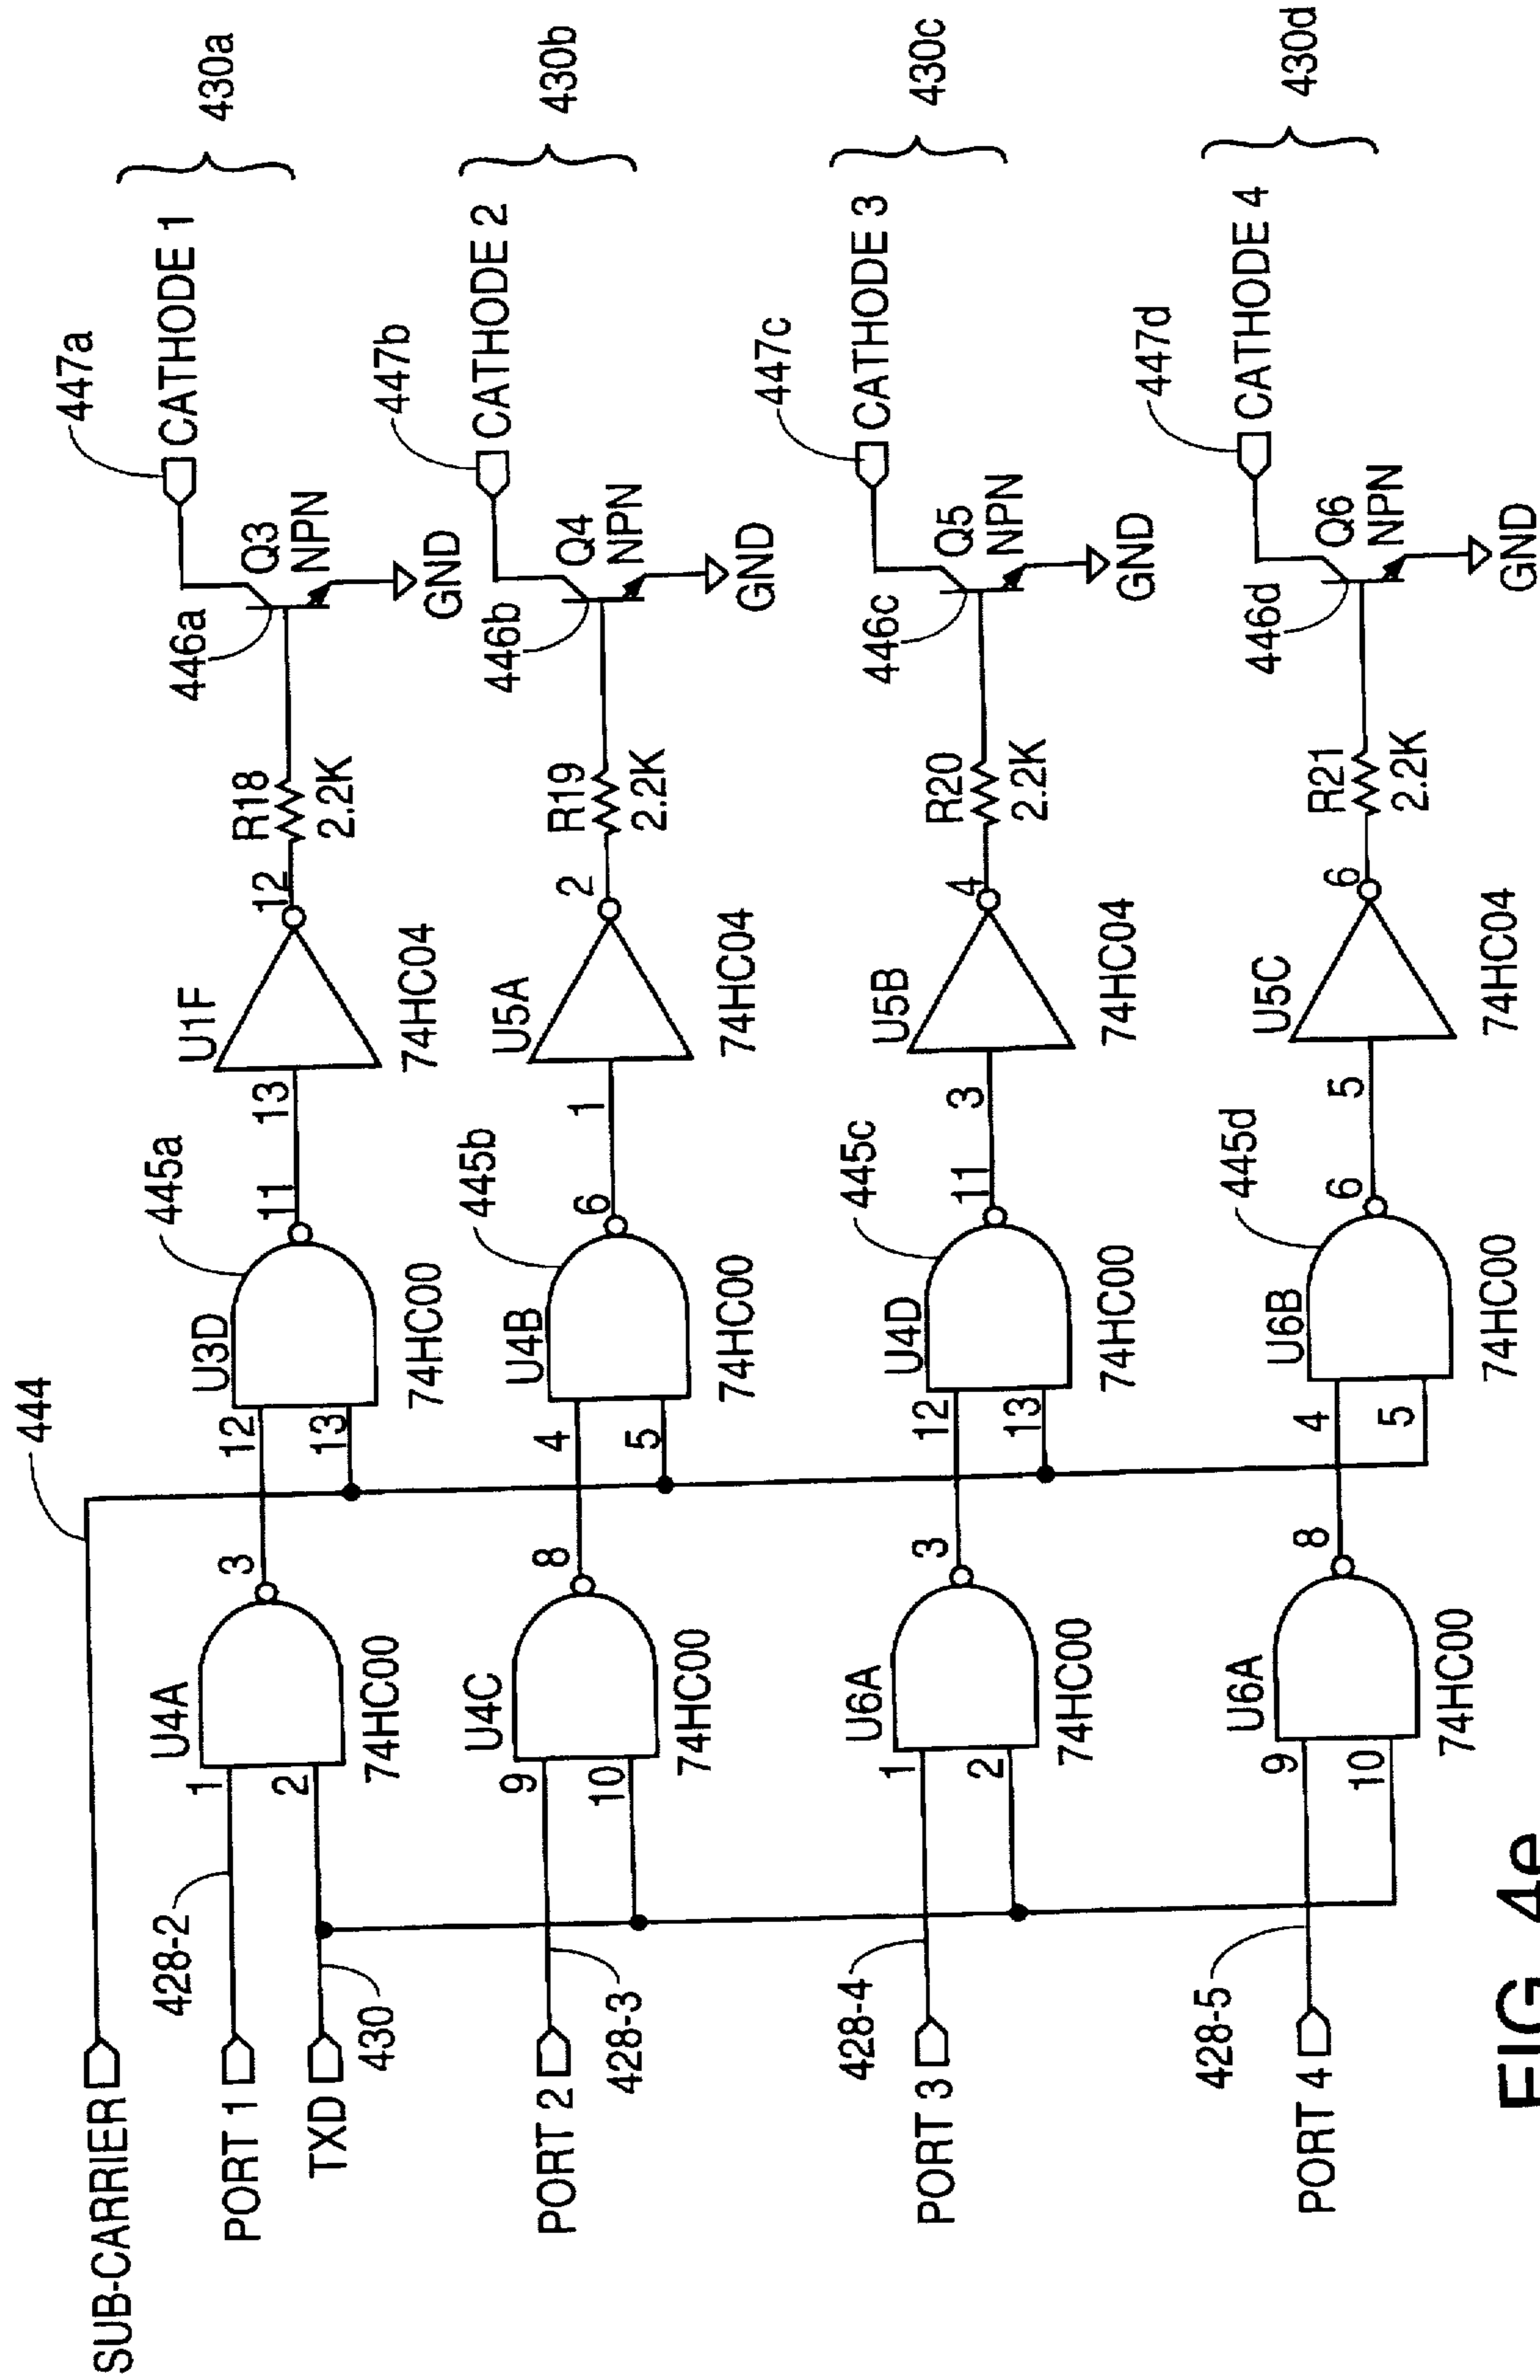 444
SUB-CARRIER
PORT 1
428-2
1
2
U4A
74HC00
3
12
13
U3D
445a
74HC00
11
13
U1F
74HC04
12
R18
2.2K
446a
Q3
NPN
GND
447a
CATHODE 1
430a
TXD
430
PORT 2
428-3
9
10
U4C
74HC00
8
4
5
U4B
445b
74HC00
6
1
U5A
74HC04
2
R19
2.2K
446b
Q4
NPN
GND
447b
CATHODE 2
430b
PORT 3
428-4
1
2
U6A
74HC00
3
12
13
U4D
445c
74HC00
11
3
U5B
74HC04
4
R20
2.2K
446c
Q5
NPN
GND
447c
CATHODE 3
430c
PORT 4
428-5
9
10
U6A
74HC00
8
4
5
U6B
445d
74HC00
6
5
U5C
74HC04
6
R21
2.2K
446d
Q6
NPN
GND
447d
CATHODE 4
430d
FIG. 4e